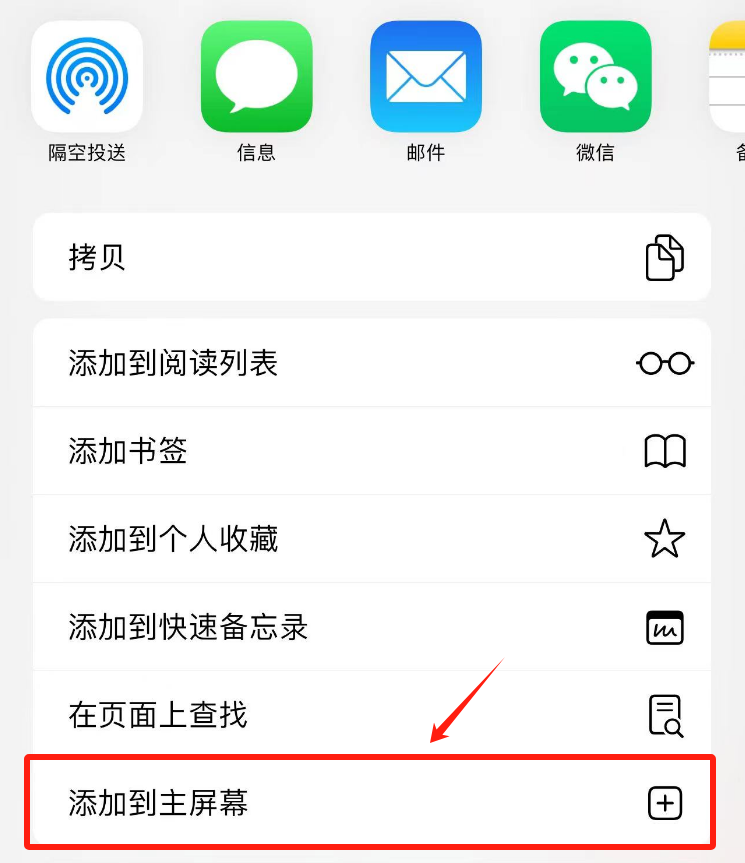 隔空投送
信息
邮件
微信
拷贝
添加到阅读列表
添加书签
添加到个人收藏
添加到快速备忘录
在页面上查找
添加到主屏幕